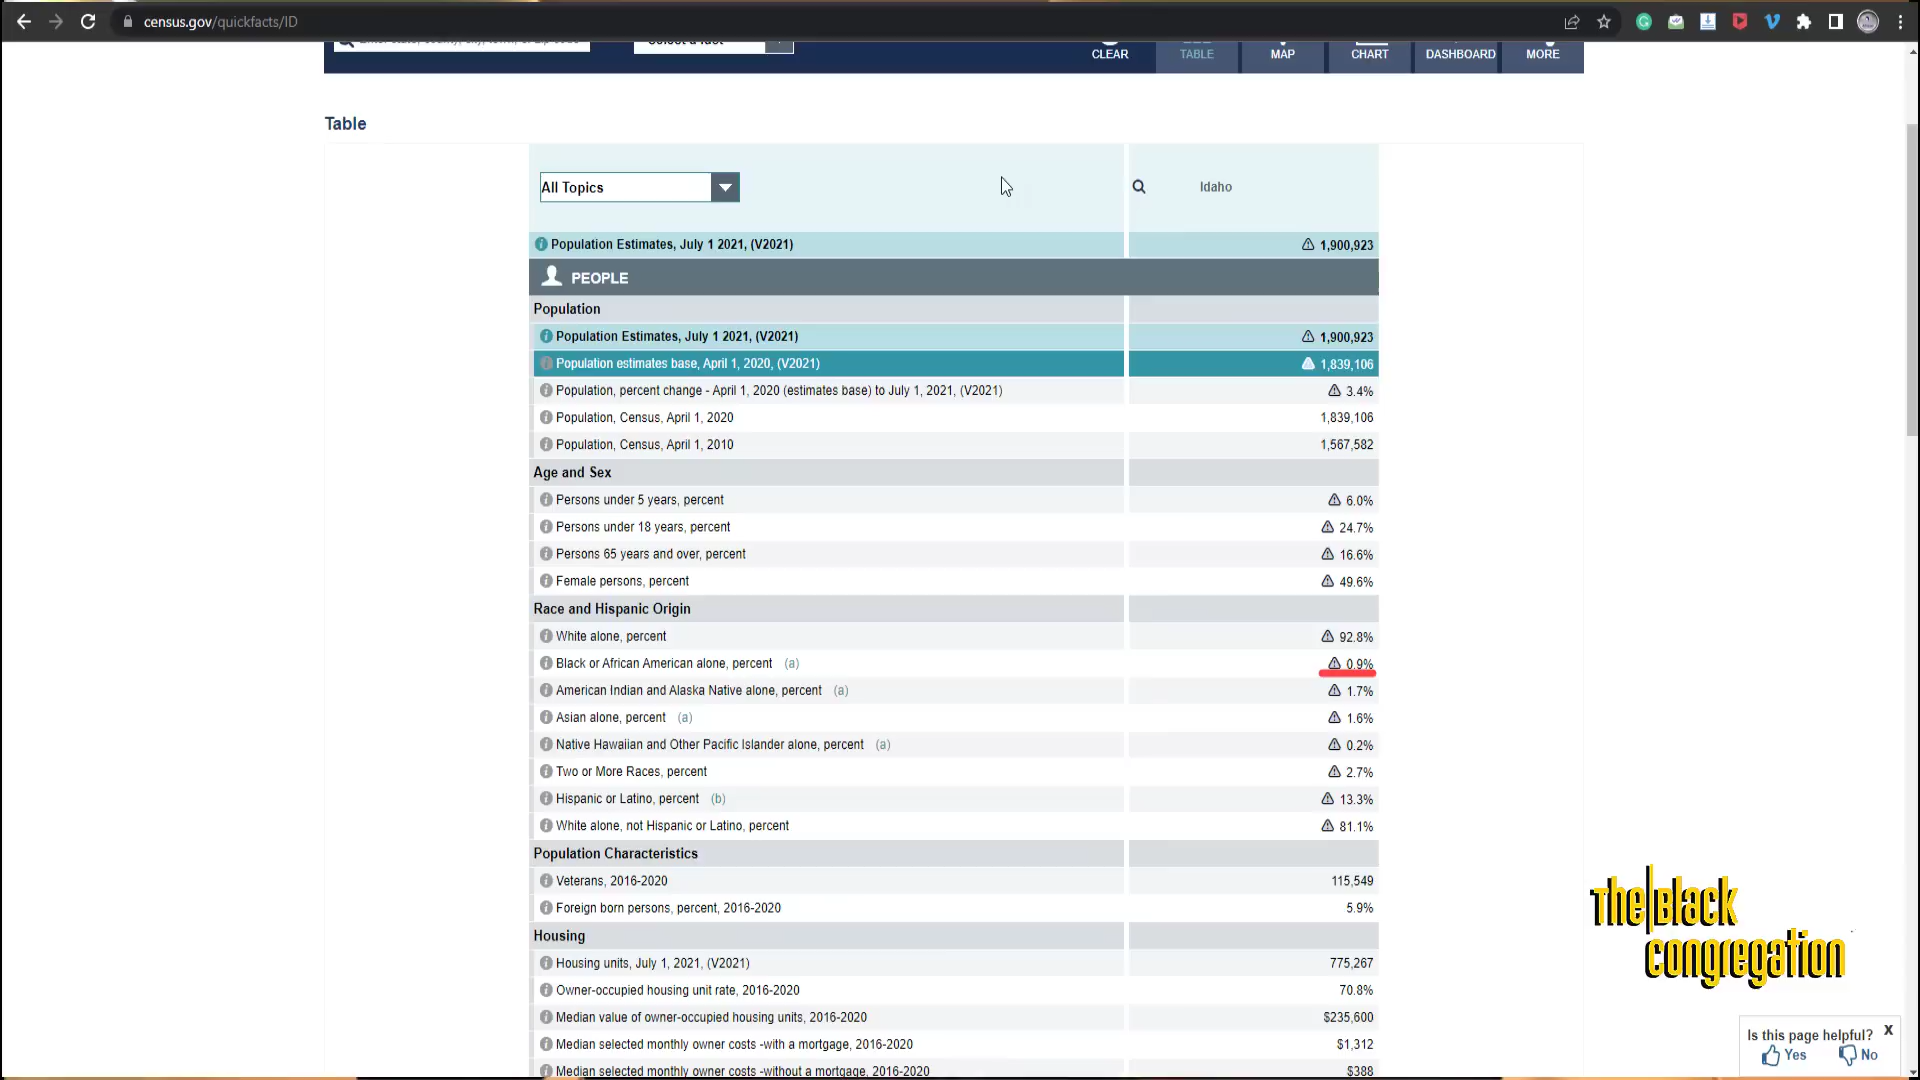 census.gov/quickfacts/ID
CLEAR
TABLE
MAP
CHART
DASHBOARD
MORE
Table
All Topics
Idaho
Population Estimates, July 1 2021, (V2021) 1,900,923
PEOPLE
Population
Population Estimates, July 1 2021, (V2021) 1,900,923
Population estimates base, April 1, 2020, (V2021) 1,839,106
Population, percent change - April 1, 2020 (estimates base) to July 1, 2021, (V2021) 3.4%
Population, Census, April 1, 2020 1,839,106
Population, Census, April 1, 2010 1,567,582
Age and Sex
Persons under 5 years, percent 6.0%
Persons under 18 years, percent 24.7%
Persons 65 years and over, percent 16.6%
Female persons, percent 49.6%
Race and Hispanic Origin
White alone, percent 92.8%
Black or African American alone, percent (a) 0.9%
American Indian and Alaska Native alone, percent (a) 1.7%
Asian alone, percent (a) 1.6%
Native Hawaiian and Other Pacific Islander alone, percent (a) 0.2%
Two or More Races, percent 2.7%
Hispanic or Latino, percent (b) 13.3%
White alone, not Hispanic or Latino, percent 81.1%
Population Characteristics
Veterans, 2016-2020 115,549
Foreign born persons, percent, 2016-2020 5.9%
Housing
Housing units, July 1, 2021, (V2021) 775,267
Owner-occupied housing unit rate, 2016-2020 70.8%
Median value of owner-occupied housing units, 2016-2020 $235,600
Median selected monthly owner costs -with a mortgage, 2016-2020 $1,312
Median selected monthly owner costs -without a mortgage, 2016-2020 $388
The Black
congregation
Is this page helpful? X
Yes No